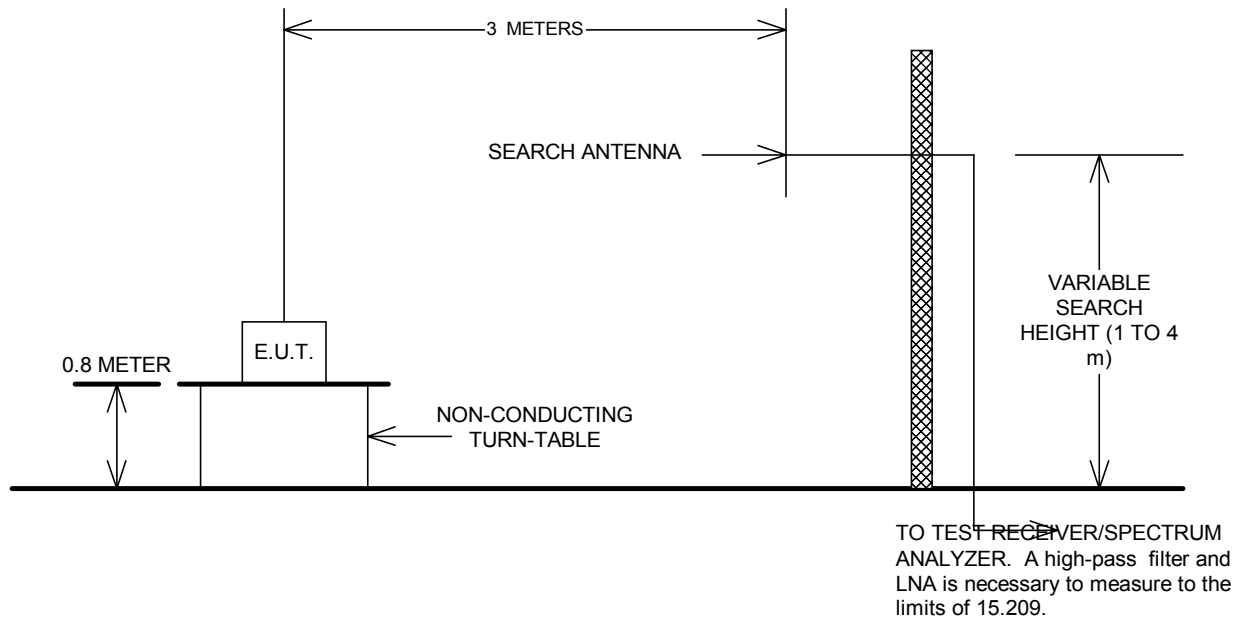 3 METERS
SEARCH ANTENNA
VARIABLE
SEARCH
HEIGHT (1 TO 4
m)
E.U.T.
0.8 METER
NON-CONDUCTING
TURN-TABLE
TO TEST RECEIVER/SPECTRUM
ANALYZER. A high-pass filter and
LNA is necessary to measure to the
limits of 15.209.